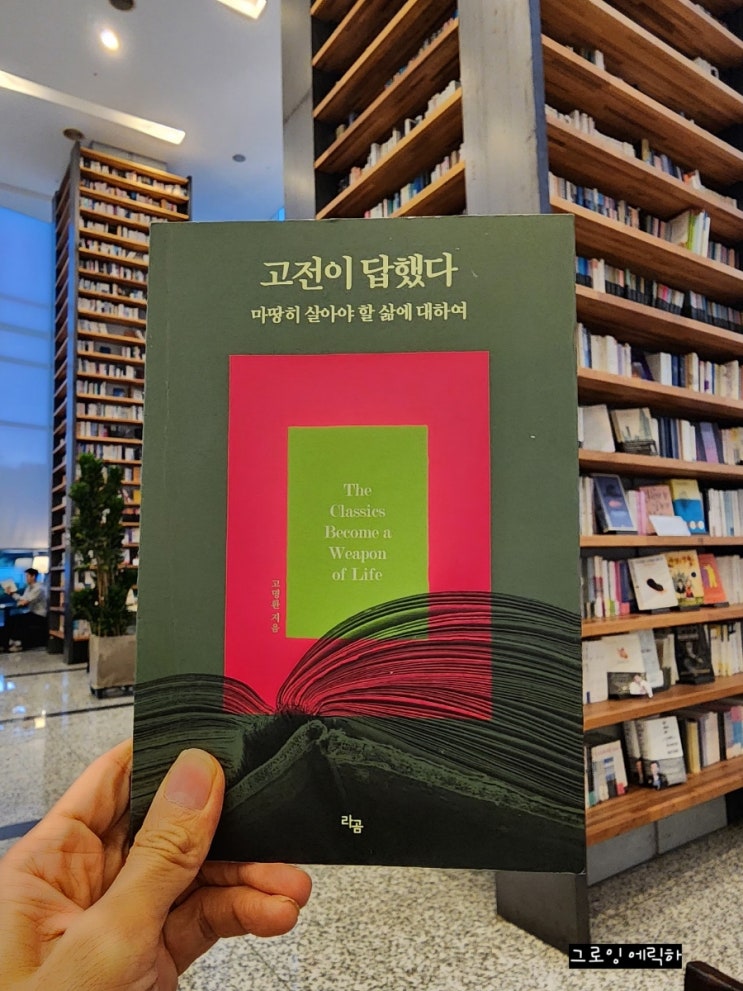 고전이 답했다
마땅히 살아야 할 삶에 대하여
The
Classics
Become a
Weapon
of Life
고명환 지음
라곰
그로잉 에릭하